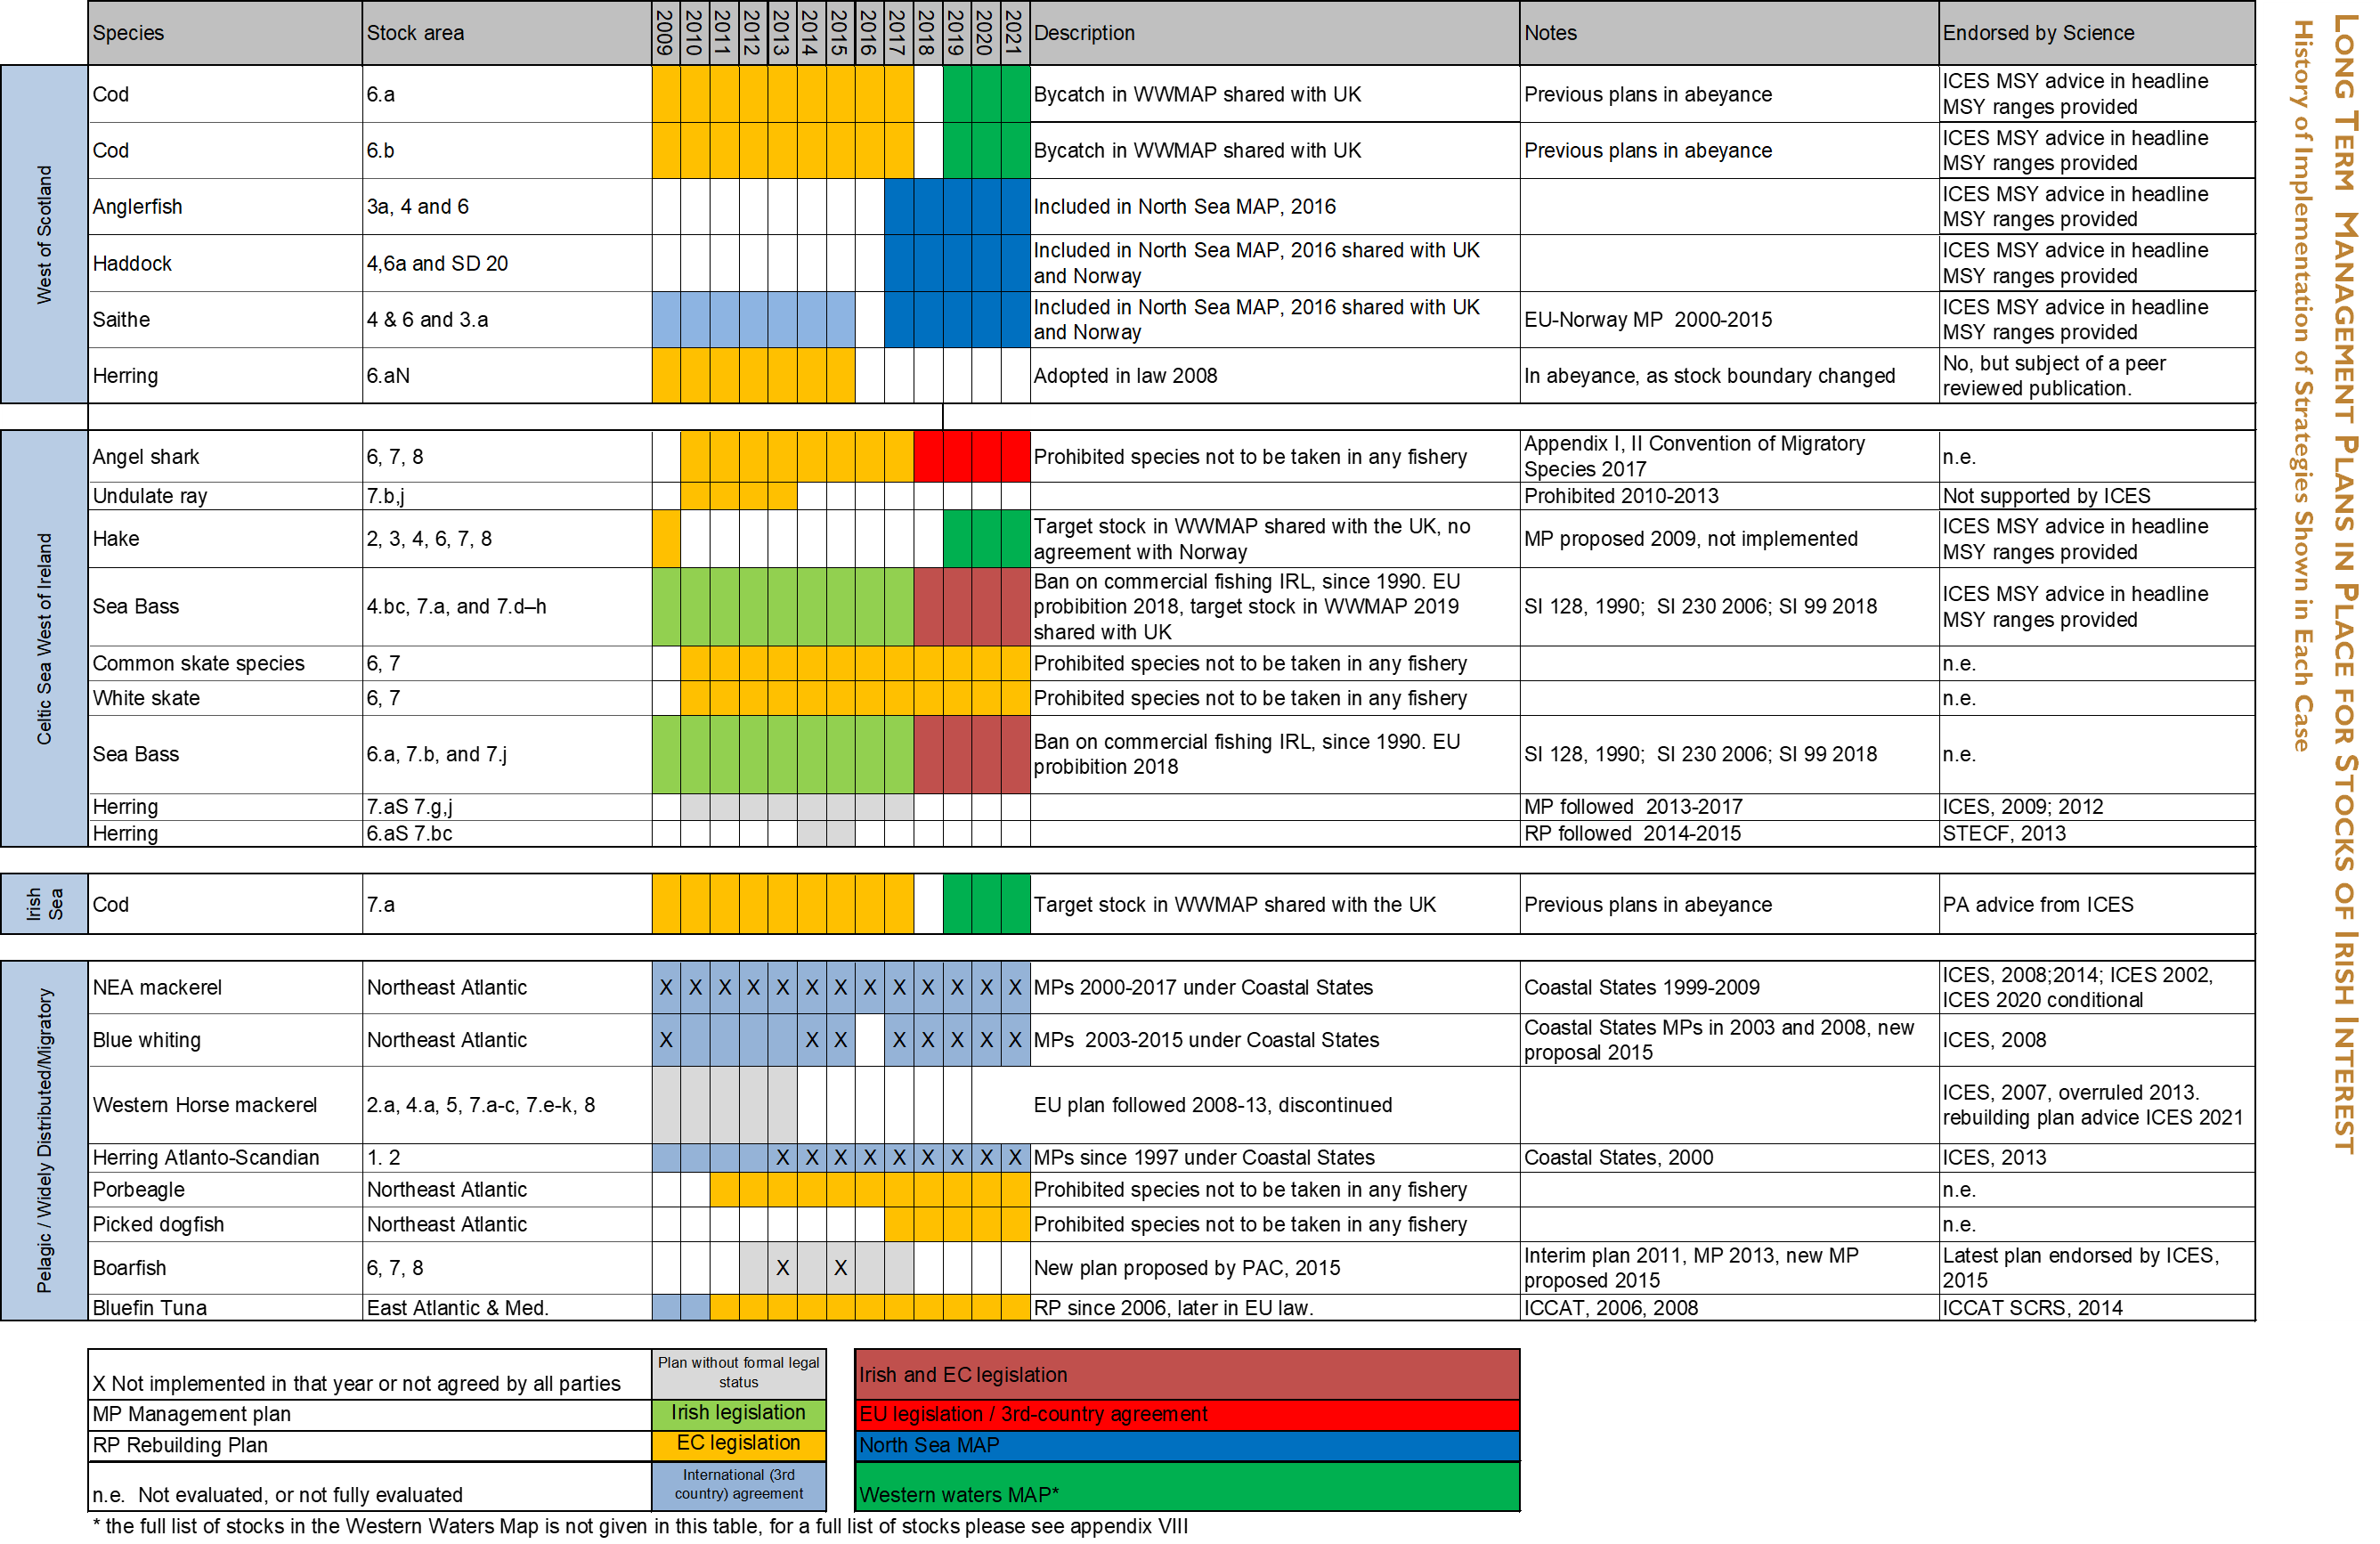 LONG TERM MANAGEMENT PLANS IN PLACE FOR STOCKS OF IRISH INTEREST
History of Implementation of Strategies Shown in Each Case
Species Stock area 2009 2010 2011 2012 2013 2014 2015 2016 2017 2018 2019 2020 2021 Description Notes Endorsed by Science
West of Scotland
Cod 6.a Bycatch in WWMAP shared with UK Previous plans in abeyance ICES MSY advice in headline
MSY ranges provided
Cod 6.b Bycatch in WWMAP shared with UK Previous plans in abeyance ICES MSY advice in headline
MSY ranges provided
Anglerfish 3a, 4 and 6 Included in North Sea MAP, 2016 ICES MSY advice in headline
MSY ranges provided
Haddock 4,6a and SD 20 Included in North Sea MAP, 2016 shared with UK ICES MSY advice in headline
and Norway MSY ranges provided
Saithe 4 & 6 and 3.a Included in North Sea MAP, 2016 shared with UK EU-Norway MP 2000-2015 ICES MSY advice in headline
and Norway MSY ranges provided
Herring 6.aN Adopted in law 2008 In abeyance, as stock boundary changed No, but subject of a peer
reviewed publication.
Celtic Sea West of Ireland
Angel shark 6, 7, 8 Prohibited species not to be taken in any fishery Appendix I, II Convention of Migratory n.e.
Species 2017
Undulate ray 7.b,j Prohibited 2010-2013 Not supported by ICES
Hake 2, 3, 4, 6, 7, 8 Target stock in WWMAP shared with the UK, no MP proposed 2009, not implemented ICES MSY advice in headline
agreement with Norway MSY ranges provided
Sea Bass 4.bc, 7.a, and 7.d–h Ban on commercial fishing IRL, since 1990. EU SI 128, 1990; SI 230 2006; SI 99 2018 ICES MSY advice in headline
probibition 2018, target stock in WWMAP 2019 MSY ranges provided
shared with UK
Common skate species 6, 7 Prohibited species not to be taken in any fishery n.e.
White skate 6, 7 Prohibited species not to be taken in any fishery n.e.
Sea Bass 6.a, 7.b, and 7.j Ban on commercial fishing IRL, since 1990. EU SI 128, 1990; SI 230 2006; SI 99 2018 n.e.
probibition 2018
Herring 7.aS 7.g,j MP followed 2013-2017 ICES, 2009; 2012
Herring 6.aS 7.bc RP followed 2014-2015 STECF, 2013
Irish
Sea
Cod 7.a Target stock in WWMAP shared with the UK Previous plans in abeyance PA advice from ICES
Pelagic / Widely Distributed/Migratory
NEA mackerel Northeast Atlantic X X X X X X X X X X X X X MPs 2000-2017 under Coastal States Coastal States 1999-2009 ICES, 2008;2014; ICES 2002,
ICES 2020 conditional
Blue whiting Northeast Atlantic X X X X X X X X MPs 2003-2015 under Coastal States Coastal States MPs in 2003 and 2008, new ICES, 2008
proposal 2015
Western Horse mackerel 2.a, 4.a, 5, 7.a-c, 7.e-k, 8 EU plan followed 2008-13, discontinued ICES, 2007, overruled 2013.
rebuilding plan advice ICES 2021
Herring Atlanto-Scandian 1. 2 X X X X X X X X X MPs since 1997 under Coastal States Coastal States, 2000 ICES, 2013
Porbeagle Northeast Atlantic Prohibited species not to be taken in any fishery n.e.
Picked dogfish Northeast Atlantic Prohibited species not to be taken in any fishery n.e.
Boarfish 6, 7, 8 X X New plan proposed by PAC, 2015 Interim plan 2011, MP 2013, new MP Latest plan endorsed by ICES,
proposed 2015 2015
Bluefin Tuna East Atlantic & Med. RP since 2006, later in EU law. ICCAT, 2006, 2008 ICCAT SCRS, 2014
X Not implemented in that year or not agreed by all parties
Plan without formal legal
status
Irish and EC legislation
MP Management plan Irish legislation EU legislation / 3rd-country agreement
RP Rebuilding Plan EC legislation North Sea MAP
n.e. Not evaluated, or not fully evaluated
International (3rd
country) agreement
Western waters MAP*
* the full list of stocks in the Western Waters Map is not given in this table, for a full list of stocks please see appendix VIII